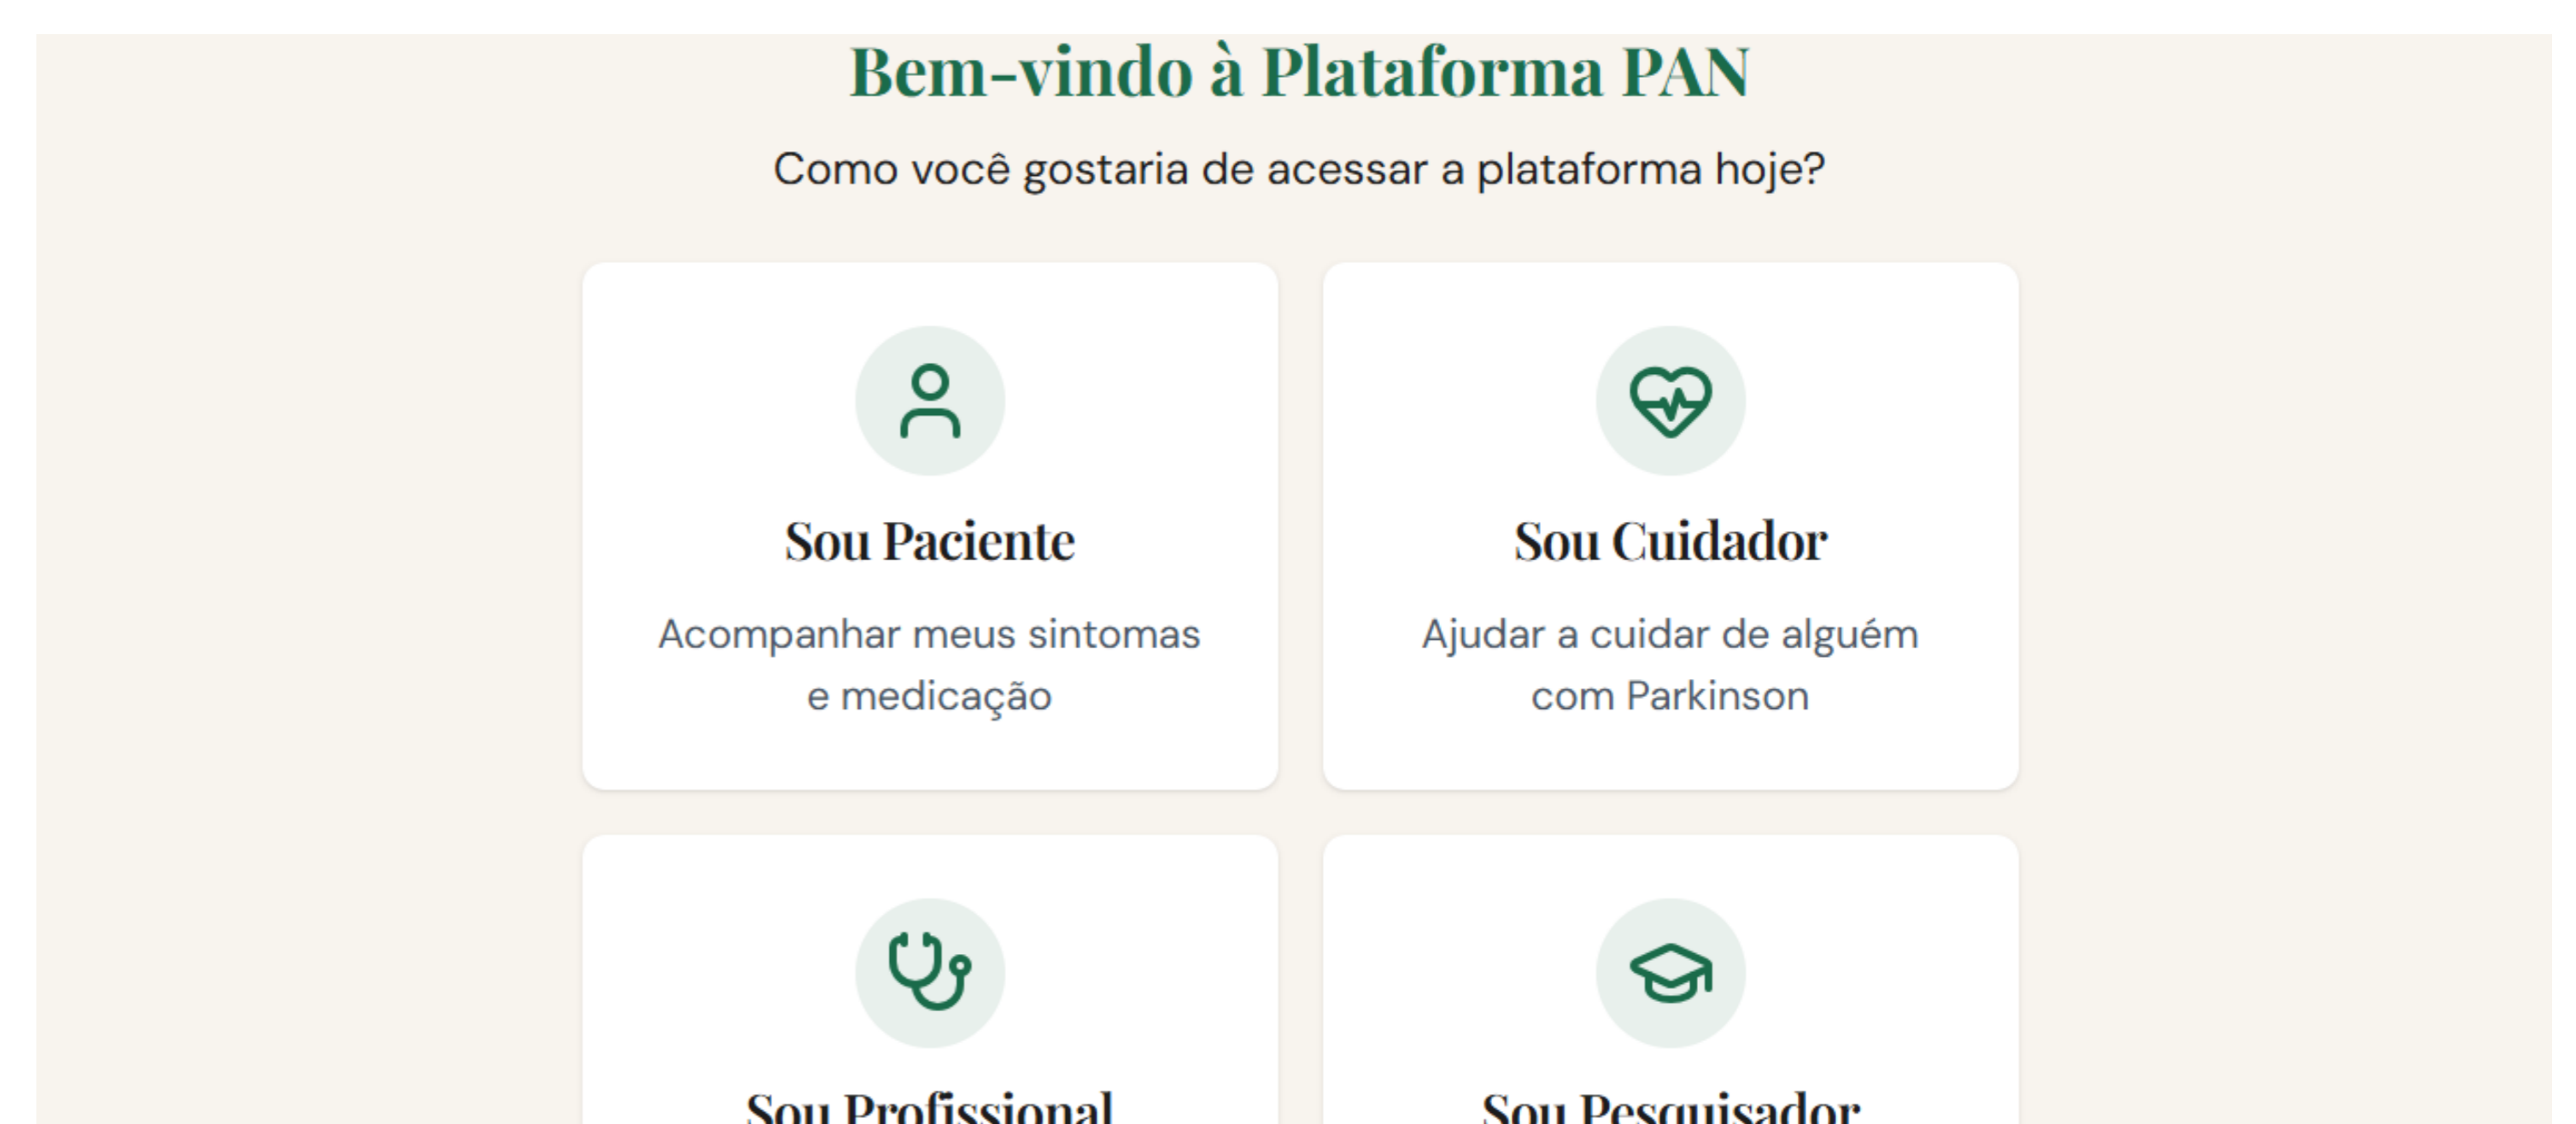 Bem-vindo à Plataforma PAN
Como você gostaria de acessar a plataforma hoje?
Sou Paciente
Acompanhar meus sintomas
e medicação
Sou Cuidador
Ajudar a cuidar de alguém
com Parkinson
Sou Profissional
Sou Pesquisador